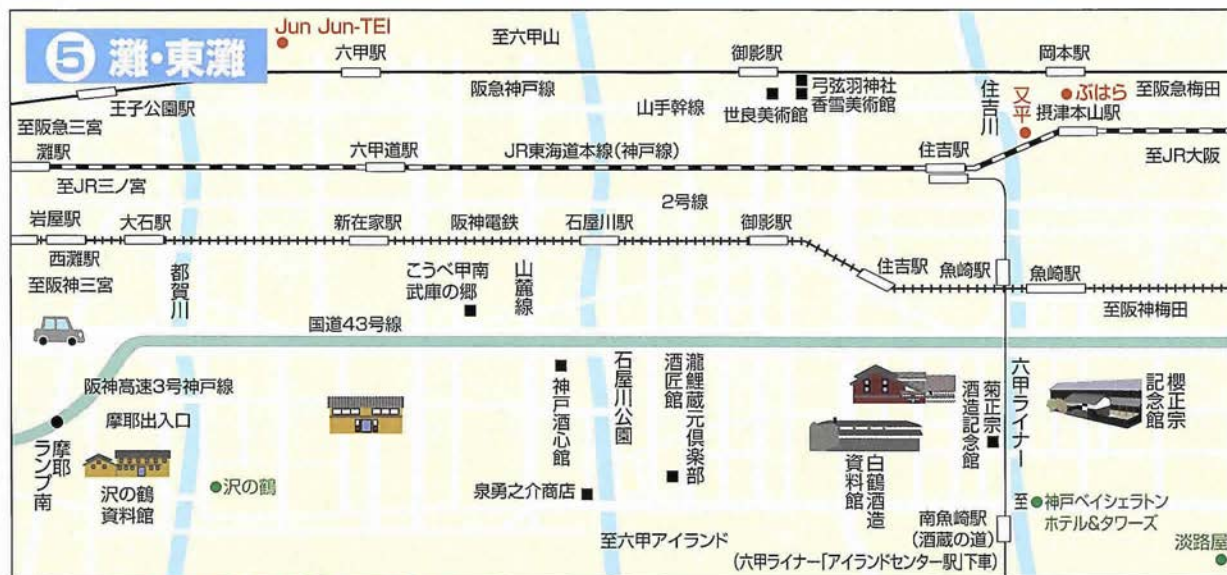 ⑤ 灘・東灘
Jun Jun-TEI
六甲駅
至六甲山
御影駅
岡本駅
王子公園駅
阪急神戸線
山手幹線
弓弦羽神社
香雪美術館
世良美術館
住吉川
又平
ぶはら
至阪急梅田
摂津本山駅
至阪急三宮
灘駅
六甲道駅
JR東海道本線(神戸線)
住吉駅
至JR大阪
至JR三ノ宮
2号線
岩屋駅
大石駅
新在家駅
阪神電鉄
石屋川駅
御影駅
西灘駅
至阪神三宮
都賀川
こうべ甲南
武庫の郷
山麓線
住吉駅
魚崎駅
魚崎駅
至阪神梅田
国道43号線
阪神高速3号神戸線
摩耶出入口
摩耶
ランプ南
沢の鶴
資料館
沢の鶴
神戸酒心館
石屋川公園
瀧鯉蔵元倶楽部
酒匠館
泉勇之介商店
白鶴酒造
資料館
菊正宗
酒造記念館
六甲ライナー
櫻正宗
記念館
至六甲アイランド
南魚崎駅
(酒蔵の道)
(六甲ライナー「アイランドセンター駅」下車)
至
神戸ベイシェラトン
ホテル&タワーズ
淡路屋